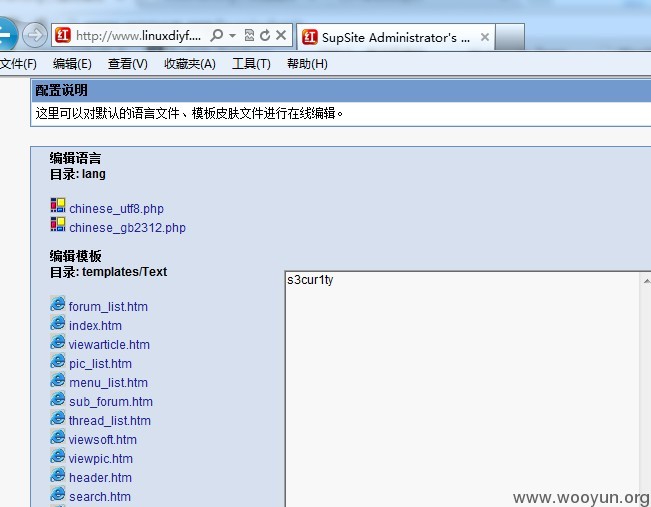 http://www.linuxdiyf.
SupSite Administrator's ...
文件(F) 编辑(E) 查看(V) 收藏夹(A) 工具(T) 帮助(H)
配置说明
这里可以对默认的语言文件、模板皮肤文件进行在线编辑。
编辑语言
目录: lang
chinese_utf8.php
chinese_gb2312.php
编辑模板
目录: templates/Text
s3cur1ty
forum_list.htm
index.htm
viewarticle.htm
pic_list.htm
menu_list.htm
sub_forum.htm
thread_list.htm
viewsoft.htm
viewpic.htm
header.htm
search.htm
www.wooyun.org